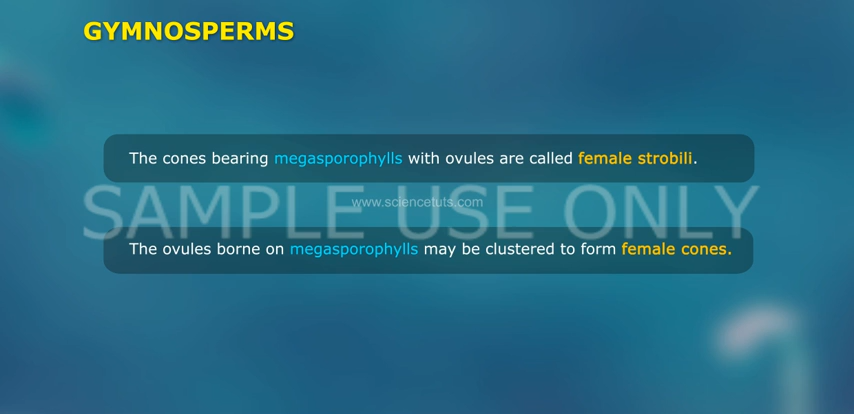 GYMNOSPERMS
The cones bearing megasporophylls with ovules are called female strobili.
SAMPLE USE ONLY
www.sciencetuts.com
The ovules borne on megasporophylls may be clustered to form female cones.